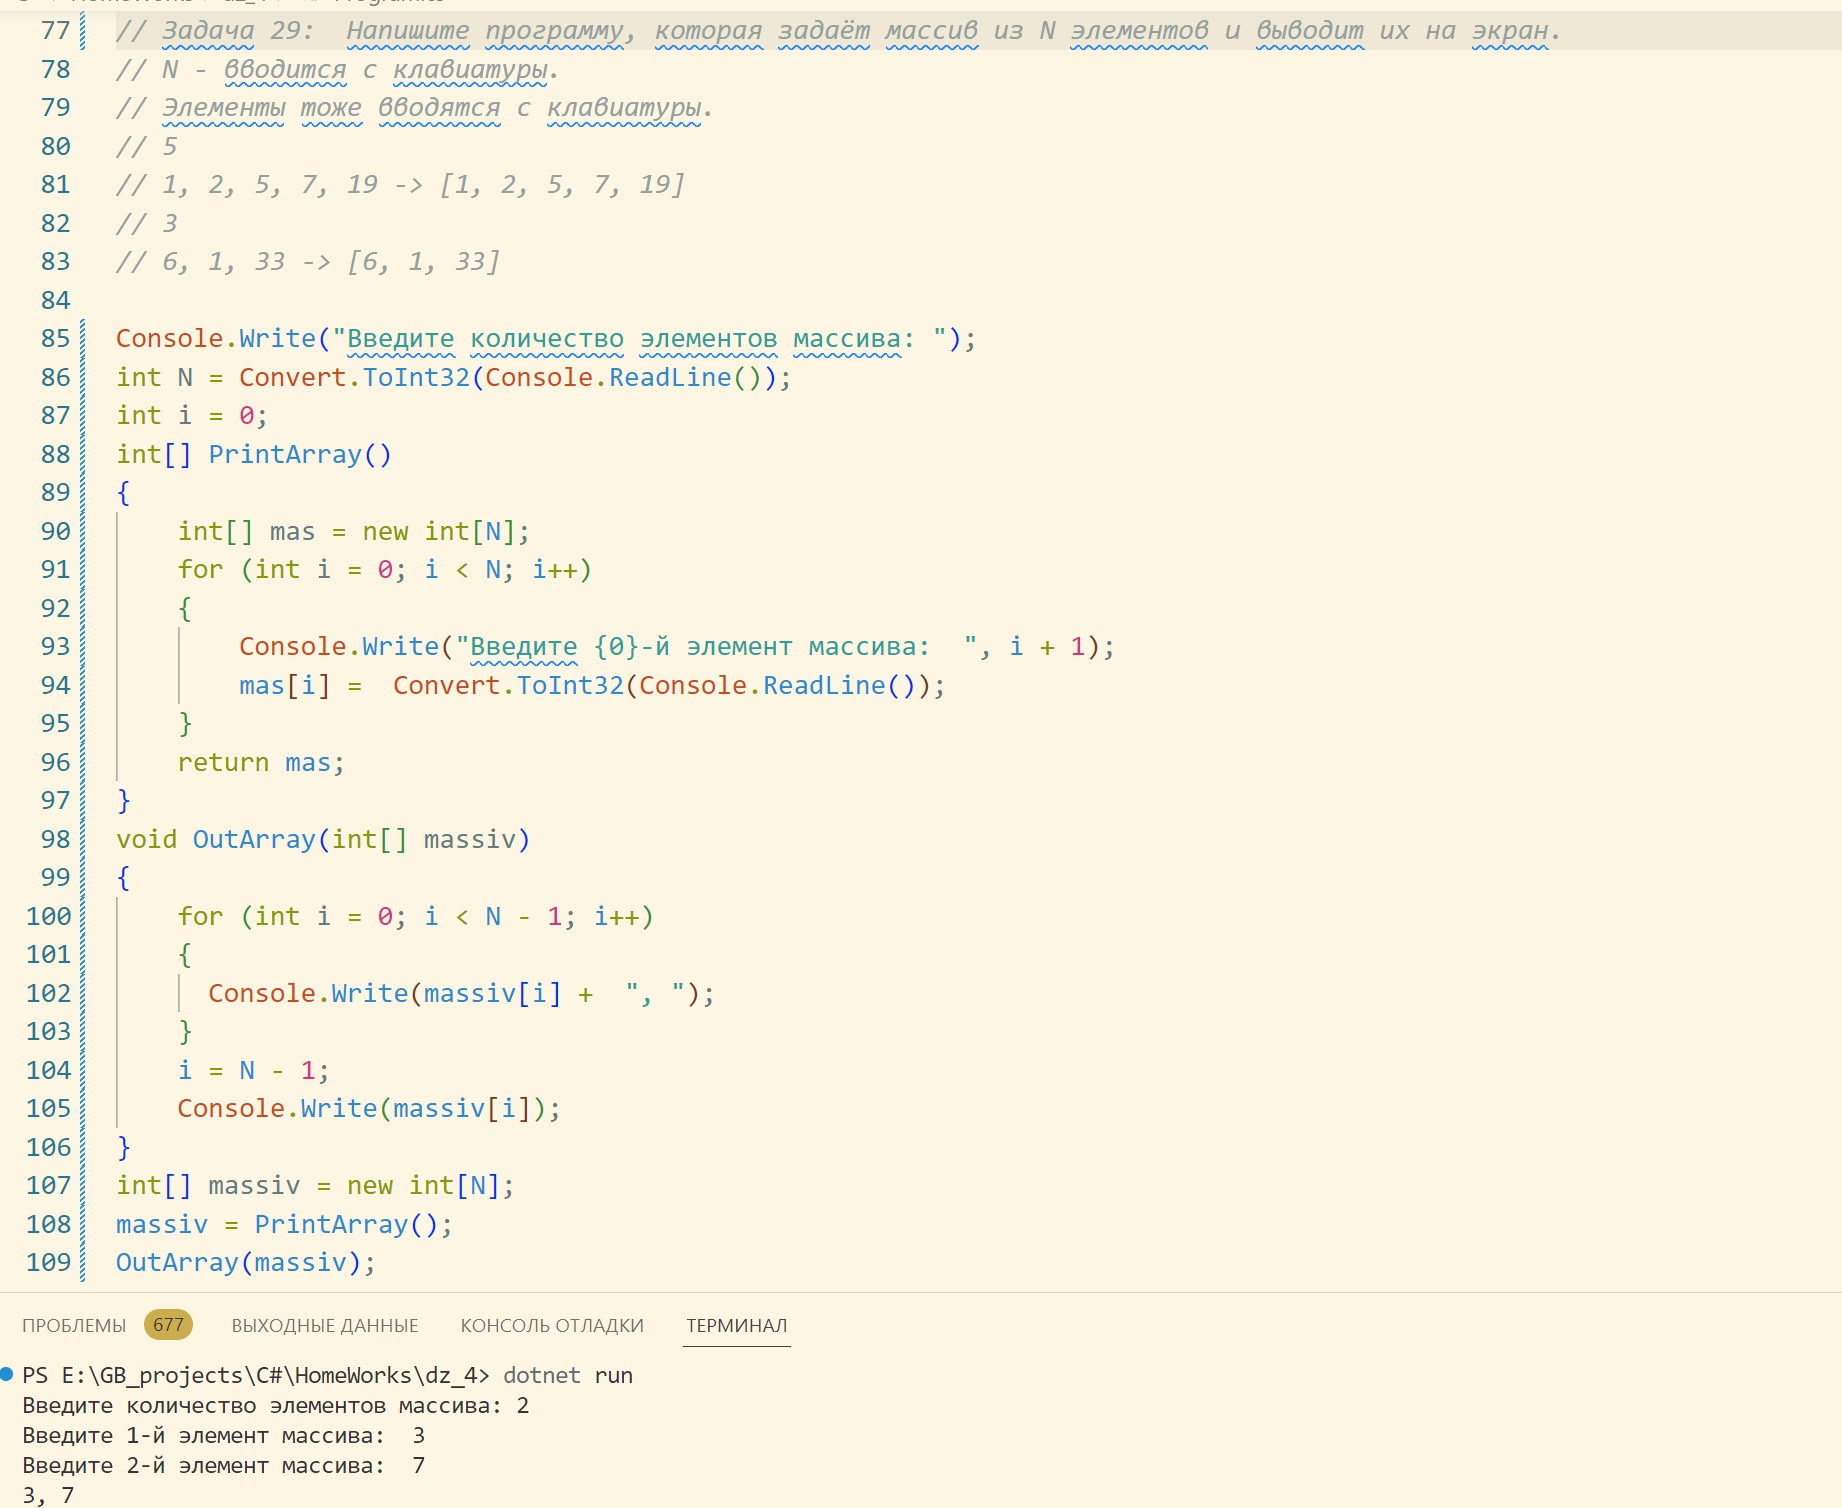 77 // Задача 29:  Напишите программу, которая задаёт массив из N элементов и выводит их на экран.
78 // N - вводится с клавиатуры.
79 // Элементы тоже вводятся с клавиатуры.
80 // 5
81 // 1, 2, 5, 7, 19 -> [1, 2, 5, 7, 19]
82 // 3
83 // 6, 1, 33 -> [6, 1, 33]
84
85 Console.Write("Введите количество элементов массива: ");
86 int N = Convert.ToInt32(Console.ReadLine());
87 int i = 0;
88 int[] PrintArray()
89 {
90     int[] mas = new int[N];
91     for (int i = 0; i < N; i++)
92     {
93         Console.Write("Введите {0}-й элемент массива:  ", i + 1);
94         mas[i] =  Convert.ToInt32(Console.ReadLine());
95     }
96     return mas;
97 }
98 void OutArray(int[] massiv)
99 {
100     for (int i = 0; i < N - 1; i++)
101     {
102       Console.Write(massiv[i] +  ", ");
103     }
104     i = N - 1;
105     Console.Write(massiv[i]);
106 }
107 int[] massiv = new int[N];
108 massiv = PrintArray();
109 OutArray(massiv);
ПРОБЛЕМЫ 677 ВЫХОДНЫЕ ДАННЫЕ КОНСОЛЬ ОТЛАДКИ ТЕРМИНАЛ
PS E:\GB_projects\C#\HomeWorks\dz_4> dotnet run
Введите количество элементов массива: 2
Введите 1-й элемент массива:  3
Введите 2-й элемент массива:  7
3, 7